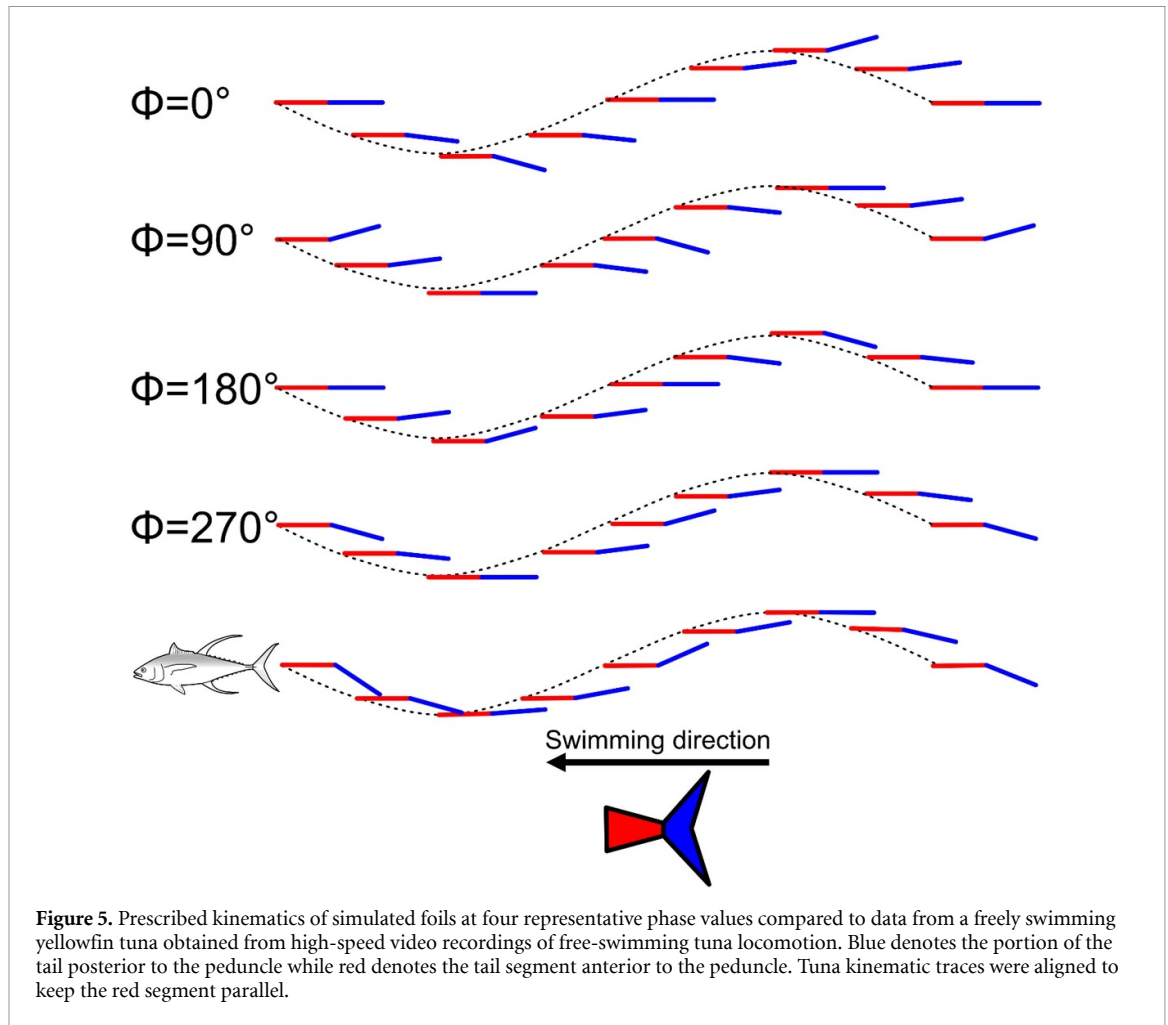 Φ=0°
Φ=90°
Φ=180°
Φ=270°
Swimming direction
Figure 5. Prescribed kinematics of simulated foils at four representative phase values compared to data from a freely swimming
yellowfin tuna obtained from high-speed video recordings of free-swimming tuna locomotion. Blue denotes the portion of the
tail posterior to the peduncle while red denotes the tail segment anterior to the peduncle. Tuna kinematic traces were aligned to
keep the red segment parallel.